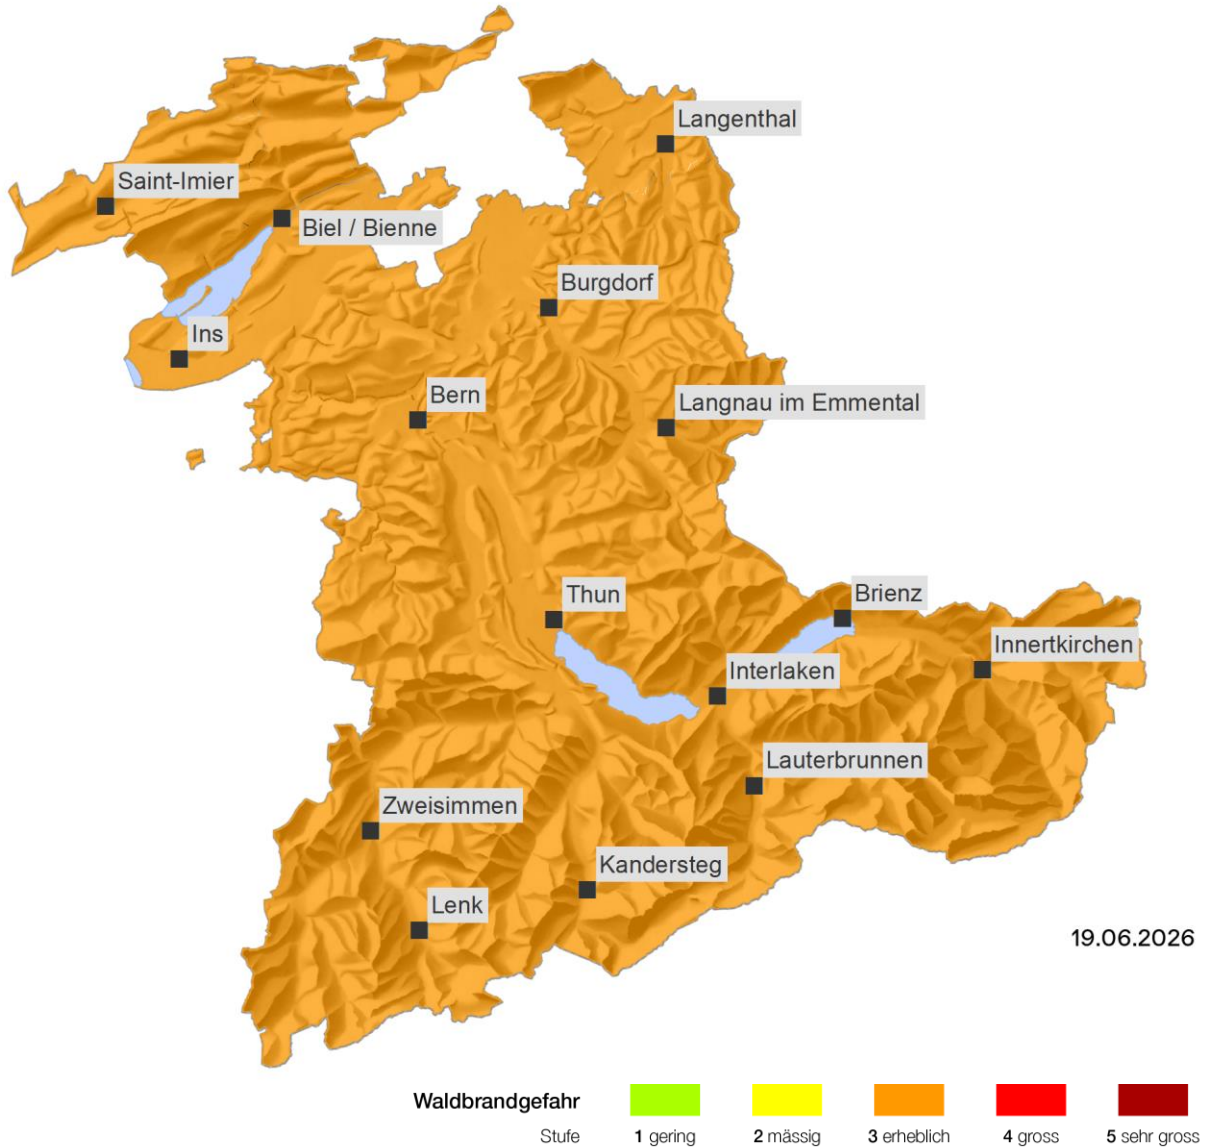 Langenthal
Saint-Imier
Biel / Bienne
Burgdorf
Ins
Bern
Langnau im Emmental
Thun
Brienz
Innertkirchen
Interlaken
Lauterbrunnen
Zweisimmen
Kandersteg
Lenk
19.06.2026
Waldbrandgefahr
Stufe 1 gering 2 mässig 3 erheblich 4 gross 5 sehr gross